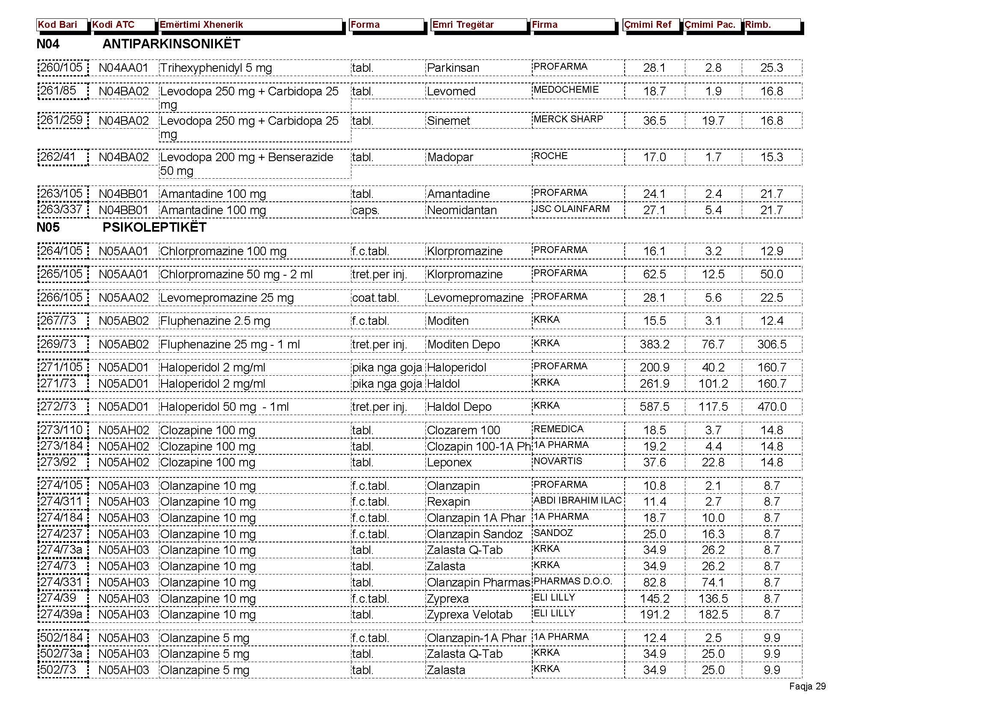 Kod Bari Kodi ATC Emërtimi Xhenerik Forma Emri Tregëtar Firma Çmimi Ref Çmimi Pac. Rimb.
N04 ANTIPARKINSONIKËT
260/105 N04AA01 Trihexyphenidyl 5 mg tabl. Parkinsan PROFARMA 28.1 2.8 25.3
261/85 N04BA02 Levodopa 250 mg + Carbidopa 25 tabl. Levomed MEDOCHEMIE 18.7 1.9 16.8
mg
261/259 N04BA02 Levodopa 250 mg + Carbidopa 25 tabl. Sinemet MERCK SHARP 36.5 19.7 16.8
mg
262/41 N04BA02 Levodopa 200 mg + Benserazide tabl. Madopar ROCHE 17.0 1.7 15.3
50 mg
263/105 N04BB01 Amantadine 100 mg tabl. Amantadine PROFARMA 24.1 2.4 21.7
263/337 N04BB01 Amantadine 100 mg caps. Neomidantan JSC OLAINFARM 27.1 5.4 21.7
N05 PSIKOLEPTIKËT
264/105 N05AA01 Chlorpromazine 100 mg f.c.tabl. Klorpromazine PROFARMA 16.1 3.2 12.9
265/105 N05AA01 Chlorpromazine 50 mg - 2 ml tret.per inj. Klorpromazine PROFARMA 62.5 12.5 50.0
266/105 N05AA02 Levomepromazine 25 mg coat.tabl. Levomepromazine PROFARMA 28.1 5.6 22.5
267/73 N05AB02 Fluphenazine 2.5 mg f.c.tabl. Moditen KRKA 15.5 3.1 12.4
269/73 N05AB02 Fluphenazine 25 mg - 1 ml tret.per inj. Moditen Depo KRKA 383.2 76.7 306.5
271/105 N05AD01 Haloperidol 2 mg/ml pika nga goja Haloperidol PROFARMA 200.9 40.2 160.7
271/73 N05AD01 Haloperidol 2 mg/ml pika nga goja Haldol KRKA 261.9 101.2 160.7
272/73 N05AD01 Haloperidol 50 mg - 1ml tret.per inj. Haldol Depo KRKA 587.5 117.5 470.0
273/110 N05AH02 Clozapine 100 mg tabl. Clozarem 100 REMEDICA 18.5 3.7 14.8
273/184 N05AH02 Clozapine 100 mg tabl. Clozapin 100-1A Ph 1A PHARMA 19.2 4.4 14.8
273/92 N05AH02 Clozapine 100 mg tabl. Leponex NOVARTIS 37.6 22.8 14.8
274/105 N05AH03 Olanzapine 10 mg f.c.tabl. Olanzapin PROFARMA 10.8 2.1 8.7
274/311 N05AH03 Olanzapine 10 mg f.c.tabl. Rexapin ABDI IBRAHIM ILAC 11.4 2.7 8.7
274/184 N05AH03 Olanzapine 10 mg f.c.tabl. Olanzapin 1A Phar 1A PHARMA 18.7 10.0 8.7
274/237 N05AH03 Olanzapine 10 mg f.c.tabl. Olanzapin Sandoz SANDOZ 25.0 16.3 8.7
274/73a N05AH03 Olanzapine 10 mg tabl. Zalasta Q-Tab KRKA 34.9 26.2 8.7
274/73 N05AH03 Olanzapine 10 mg tabl. Zalasta KRKA 34.9 26.2 8.7
274/331 N05AH03 Olanzapine 10 mg tabl. Olanzapin Pharmas PHARMAS D.O.O. 82.8 74.1 8.7
274/39 N05AH03 Olanzapine 10 mg f.c.tabl. Zyprexa ELI LILLY 145.2 136.5 8.7
274/39a N05AH03 Olanzapine 10 mg tabl. Zyprexa Velotab ELI LILLY 191.2 182.5 8.7
502/184 N05AH03 Olanzapine 5 mg f.c.tabl. Olanzapin-1A Phar 1A PHARMA 12.4 2.5 9.9
502/73a N05AH03 Olanzapine 5 mg tabl. Zalasta Q-Tab KRKA 34.9 25.0 9.9
502/73 N05AH03 Olanzapine 5 mg tabl. Zalasta KRKA 34.9 25.0 9.9
Faqja 29